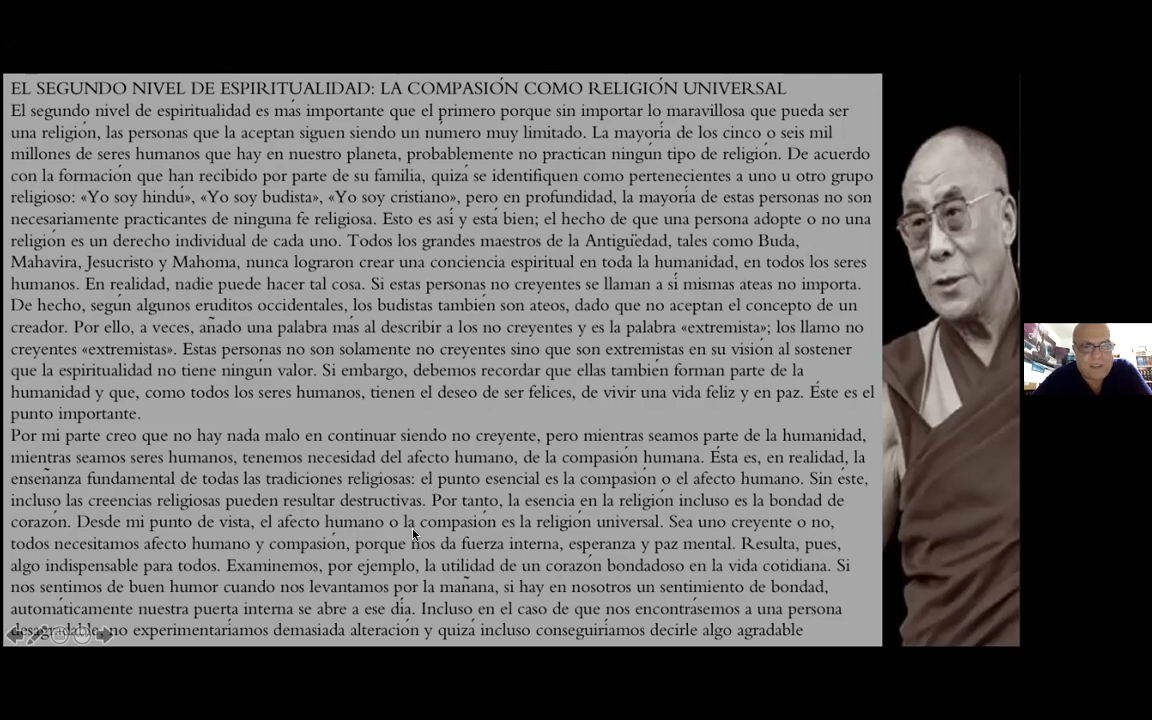 EL SEGUNDO NIVEL DE ESPIRITUALIDAD: LA COMPASIÓN COMO RELIGIÓN UNIVERSAL
El segundo nivel de espiritualidad es más importante que el primero porque sin importar lo maravillosa que pueda ser
una religión, las personas que la aceptan siguen siendo un número muy limitado. La mayoría de los cinco o seis mil
millones de seres humanos que hay en nuestro planeta, probablemente no practican ningún tipo de religión. De acuerdo
con la formación que han recibido por parte de su familia, quizá se identifiquen como pertenecientes a uno u otro grupo
religioso: «Yo soy hindú», «Yo soy budista», «Yo soy cristiano», pero en profundidad, la mayoría de estas personas no son
necesariamente practicantes de ninguna fe religiosa. Esto es así y está bien; el hecho de que una persona adopte o no una
religión es un derecho individual de cada uno. Todos los grandes maestros de la Antigüedad, tales como Buda,
Mahavira, Jesucristo y Mahoma, nunca lograron crear una conciencia espiritual en toda la humanidad, en todos los seres
humanos. En realidad, nadie puede hacer tal cosa. Si estas personas no creyentes se llaman a sí mismas ateas no importa.
De hecho, según algunos eruditos occidentales, los budistas también son ateos, dado que no aceptan el concepto de un
creador. Por ello, a veces, añado una palabra más al describir a los no creyentes y es la palabra «extremista»; los llamo no
creyentes «extremistas». Estas personas no son solanente no creyentes sino que son extremistas en su visión al sostener
que la espiritualidad no tiene ningún valor. Si embargo, debemos recordar que ellas también forman parte de la
humanidad y que, como todos los seres humanos, tienen el deseo de ser felices, de vivir una vida feliz y en paz. Éste es el
punto importante.
Por mi parte creo que no hay nada malo en continuar siendo no creyente, pero mientras seamos parte de la humanidad,
mientras seamos seres humanos, tenemos necesidad del afecto humano, de la compasión humana. Ésta es, en realidad, la
enseñanza fundamental de todas las tradiciones religiosas: el punto esencial es la compasión o el afecto humano. Sin éste,
incluso las creencias religiosas pueden resultar destructivas. Por tanto, la esencia en la religión incluso es la bondad de
corazón. Desde mi punto de vista, el afecto humano o la compasión es la religión universal. Sea uno creyente o no,
todos necesitamos afecto humano y compasión, porque nos da fuerza interna, esperanza y paz mental. Resulta, pues,
algo indispensable para todos. Examinemos, por ejemplo, la utilidad de un corazón bondadoso en la vida cotidiana. Si
nos sentimos de buen humor cuando nos levantamos por la mañana, si hay en nosotros un sentimiento de bondad,
automáticamente nuestra puerta interna se abre a ese día. Incluso en el caso de que nos encontrásemos a una persona
desagradable, no experimentaríamos demasiada alteración y quizá incluso conseguiríamos decirle algo agradable